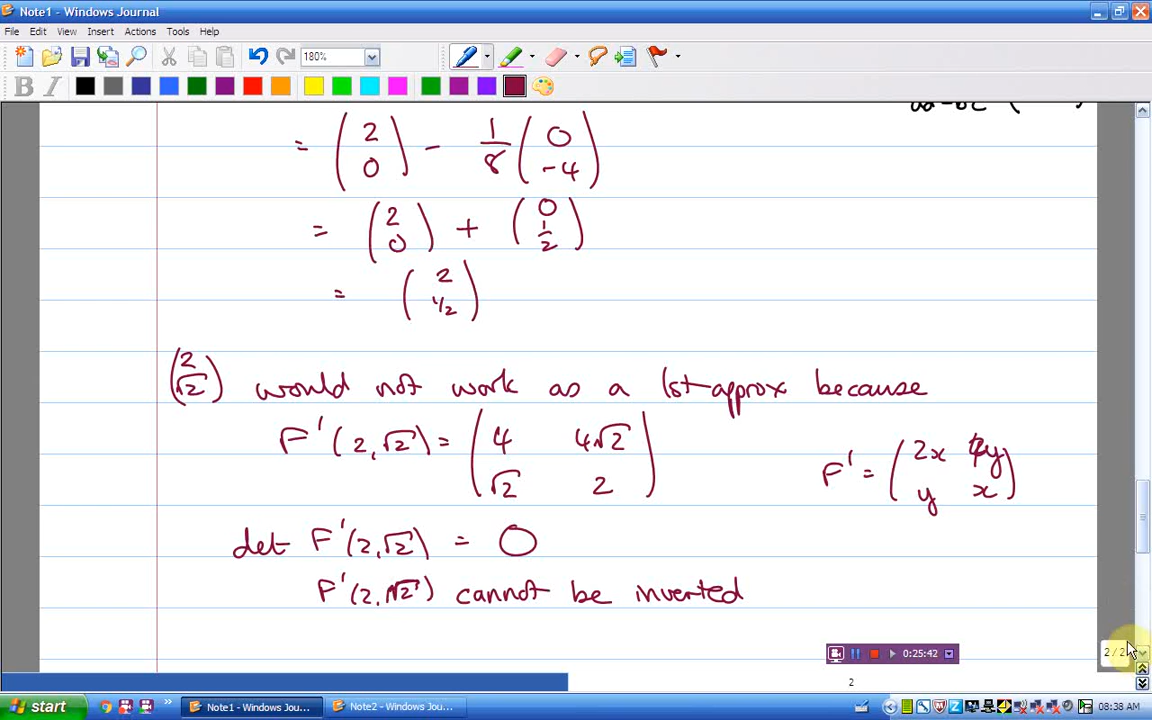 Note1 - Windows Journal
File Edit View Insert Actions Tools Help
180%
B I
= (2 0) - 1/8 (0 -4)
= (2 0) + (0 1/2)
= (2 1/2)
(2 √2) would not work as a 1st approx because
F'(2,√2) = (4 4√2 √2 2)
F' = (2x 4y y x)
det F'(2,√2) = 0
F'(2,√2) cannot be inverted
0:25:42
2 / 2
2
start
Note1 - Windows Jou...
Note2 - Windows Jou...
08:38 AM